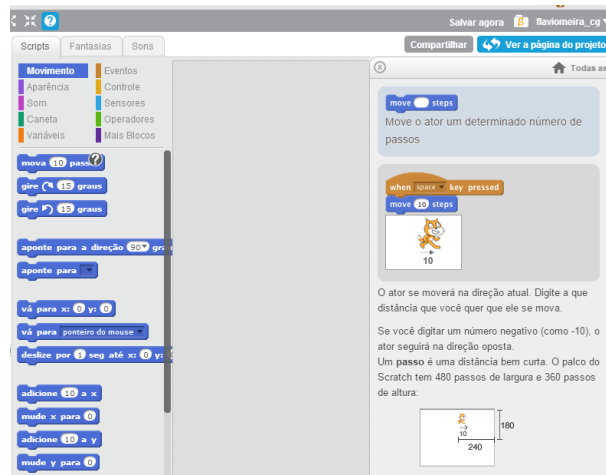 Salvar agora flaviomeira_cg
Scripts Fantasias Sons
Compartilhar Ver a página do projeto
Movimento Eventos
Aparência Controle
Som Sensores
Caneta Operadores
Variáveis Mais Blocos
mova 10 pass
gire 15 graus
gire 15 graus
aponte para a direção 90 gra
aponte para
vá para x: 0 y: 0
vá para ponteiro do mouse
deslize por 1 seg até x: 0 y:
adicione 10 a x
mude x para 0
adicione 10 a y
mude y para 0
Todas as
move steps
Move o ator um determinado número de
passos
when space key pressed
move 10 steps
10
O ator se moverá na direção atual. Digite a que
distância que você quer que ele se mova.
Se você digitar um número negativo (como -10), o
ator seguirá na direção oposta.
Um passo é uma distância bem curta. O palco do
Scratch tem 480 passos de largura e 360 passos
de altura:
10
180
240